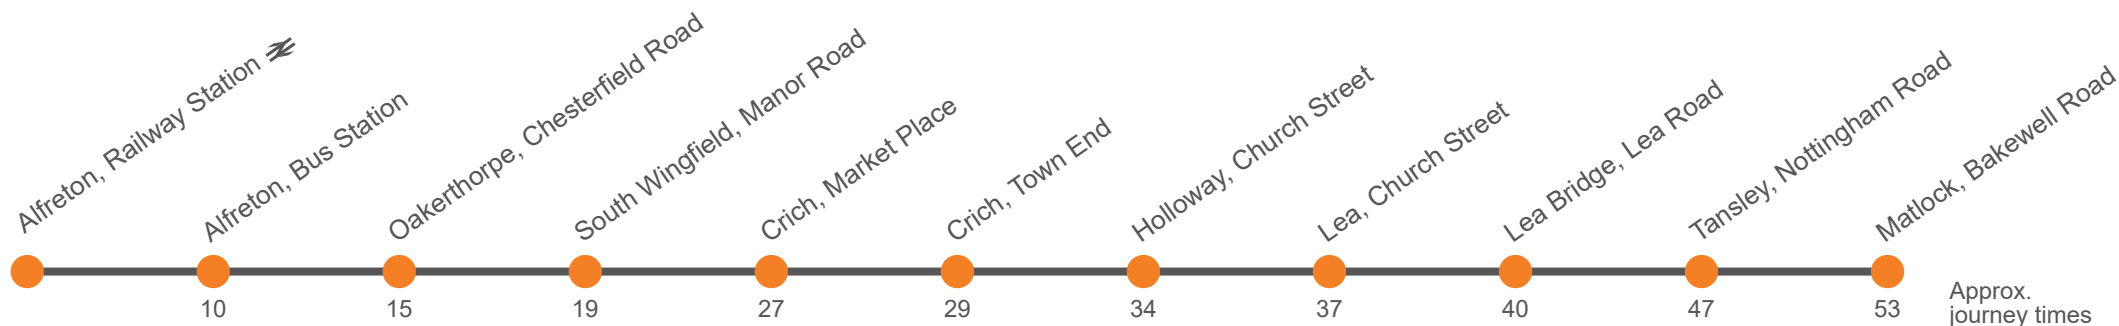 Alfreton, Railway Station
Alfreton, Bus Station
Oakerthorpe, Chesterfield Road
South Wingfield, Manor Road
Crich, Market Place
Crich, Town End
Holloway, Church Street
Lea, Church Street
Lea Bridge, Lea Road
Tansley, Nottingham Road
Matlock, Bakewell Road
10
15
19
27
29
34
37
40
47
53
Approx.
journey times